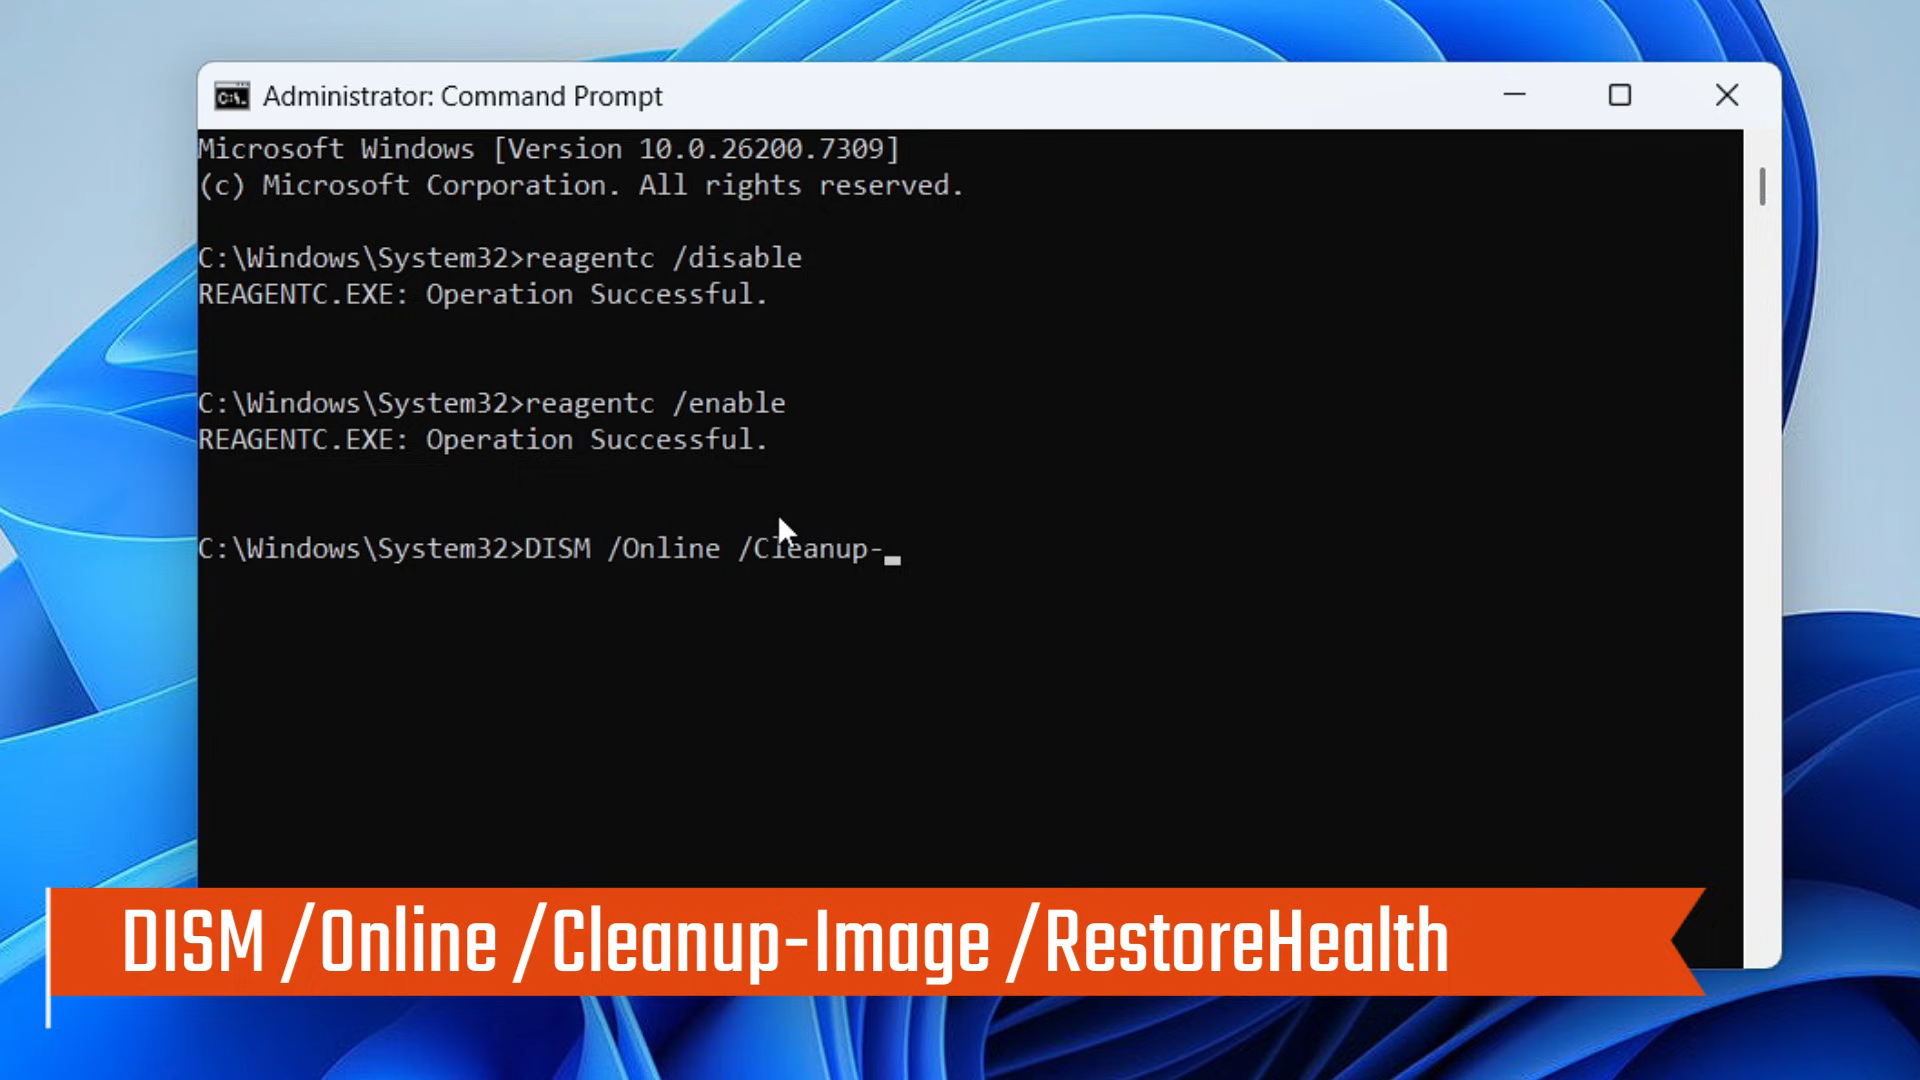 Administrator: Command Prompt
Microsoft Windows [Version 10.0.26200.7309]
(c) Microsoft Corporation. All rights reserved.
C:\Windows\System32>reagentc /disable
REAGENTC.EXE: Operation Successful.
C:\Windows\System32>reagentc /enable
REAGENTC.EXE: Operation Successful.
C:\Windows\System32>DISM /Online /Cleanup-
DISM /Online /Cleanup-Image /RestoreHealth